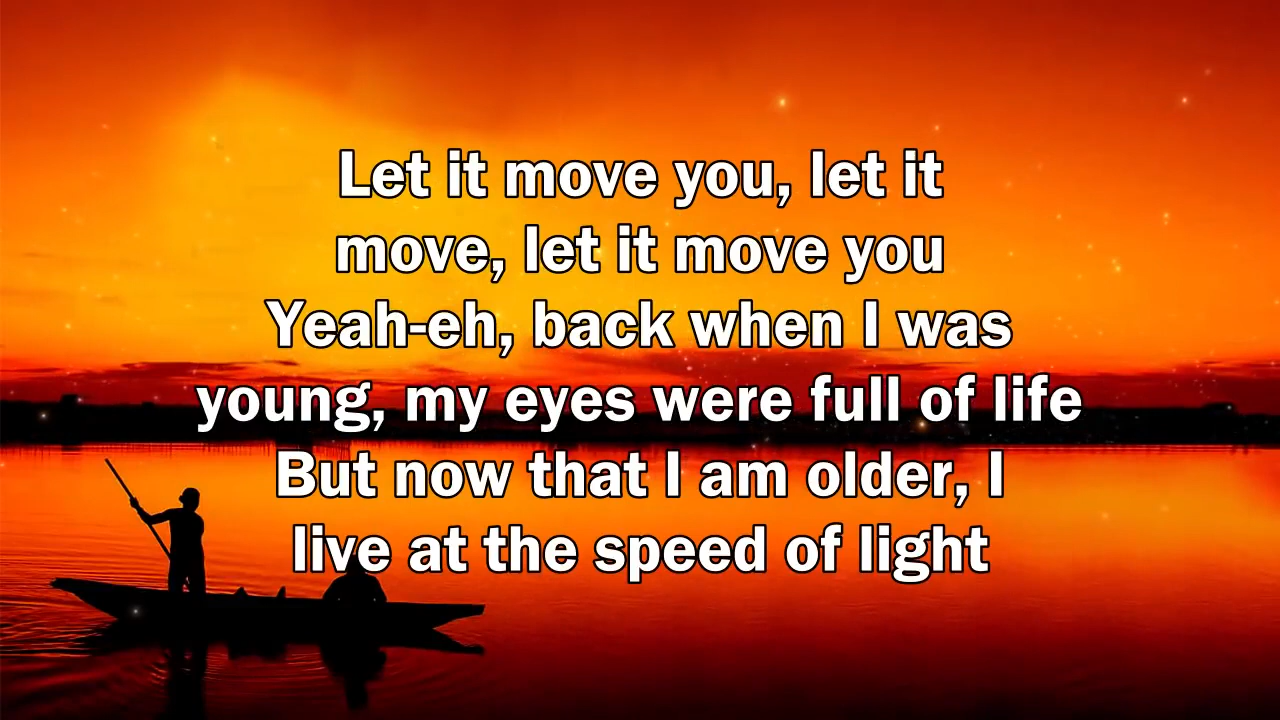 Let it move you, let it
move, let it move you
Yeah-eh, back when I was
young, my eyes were full of life
But now that I am older, I
live at the speed of light